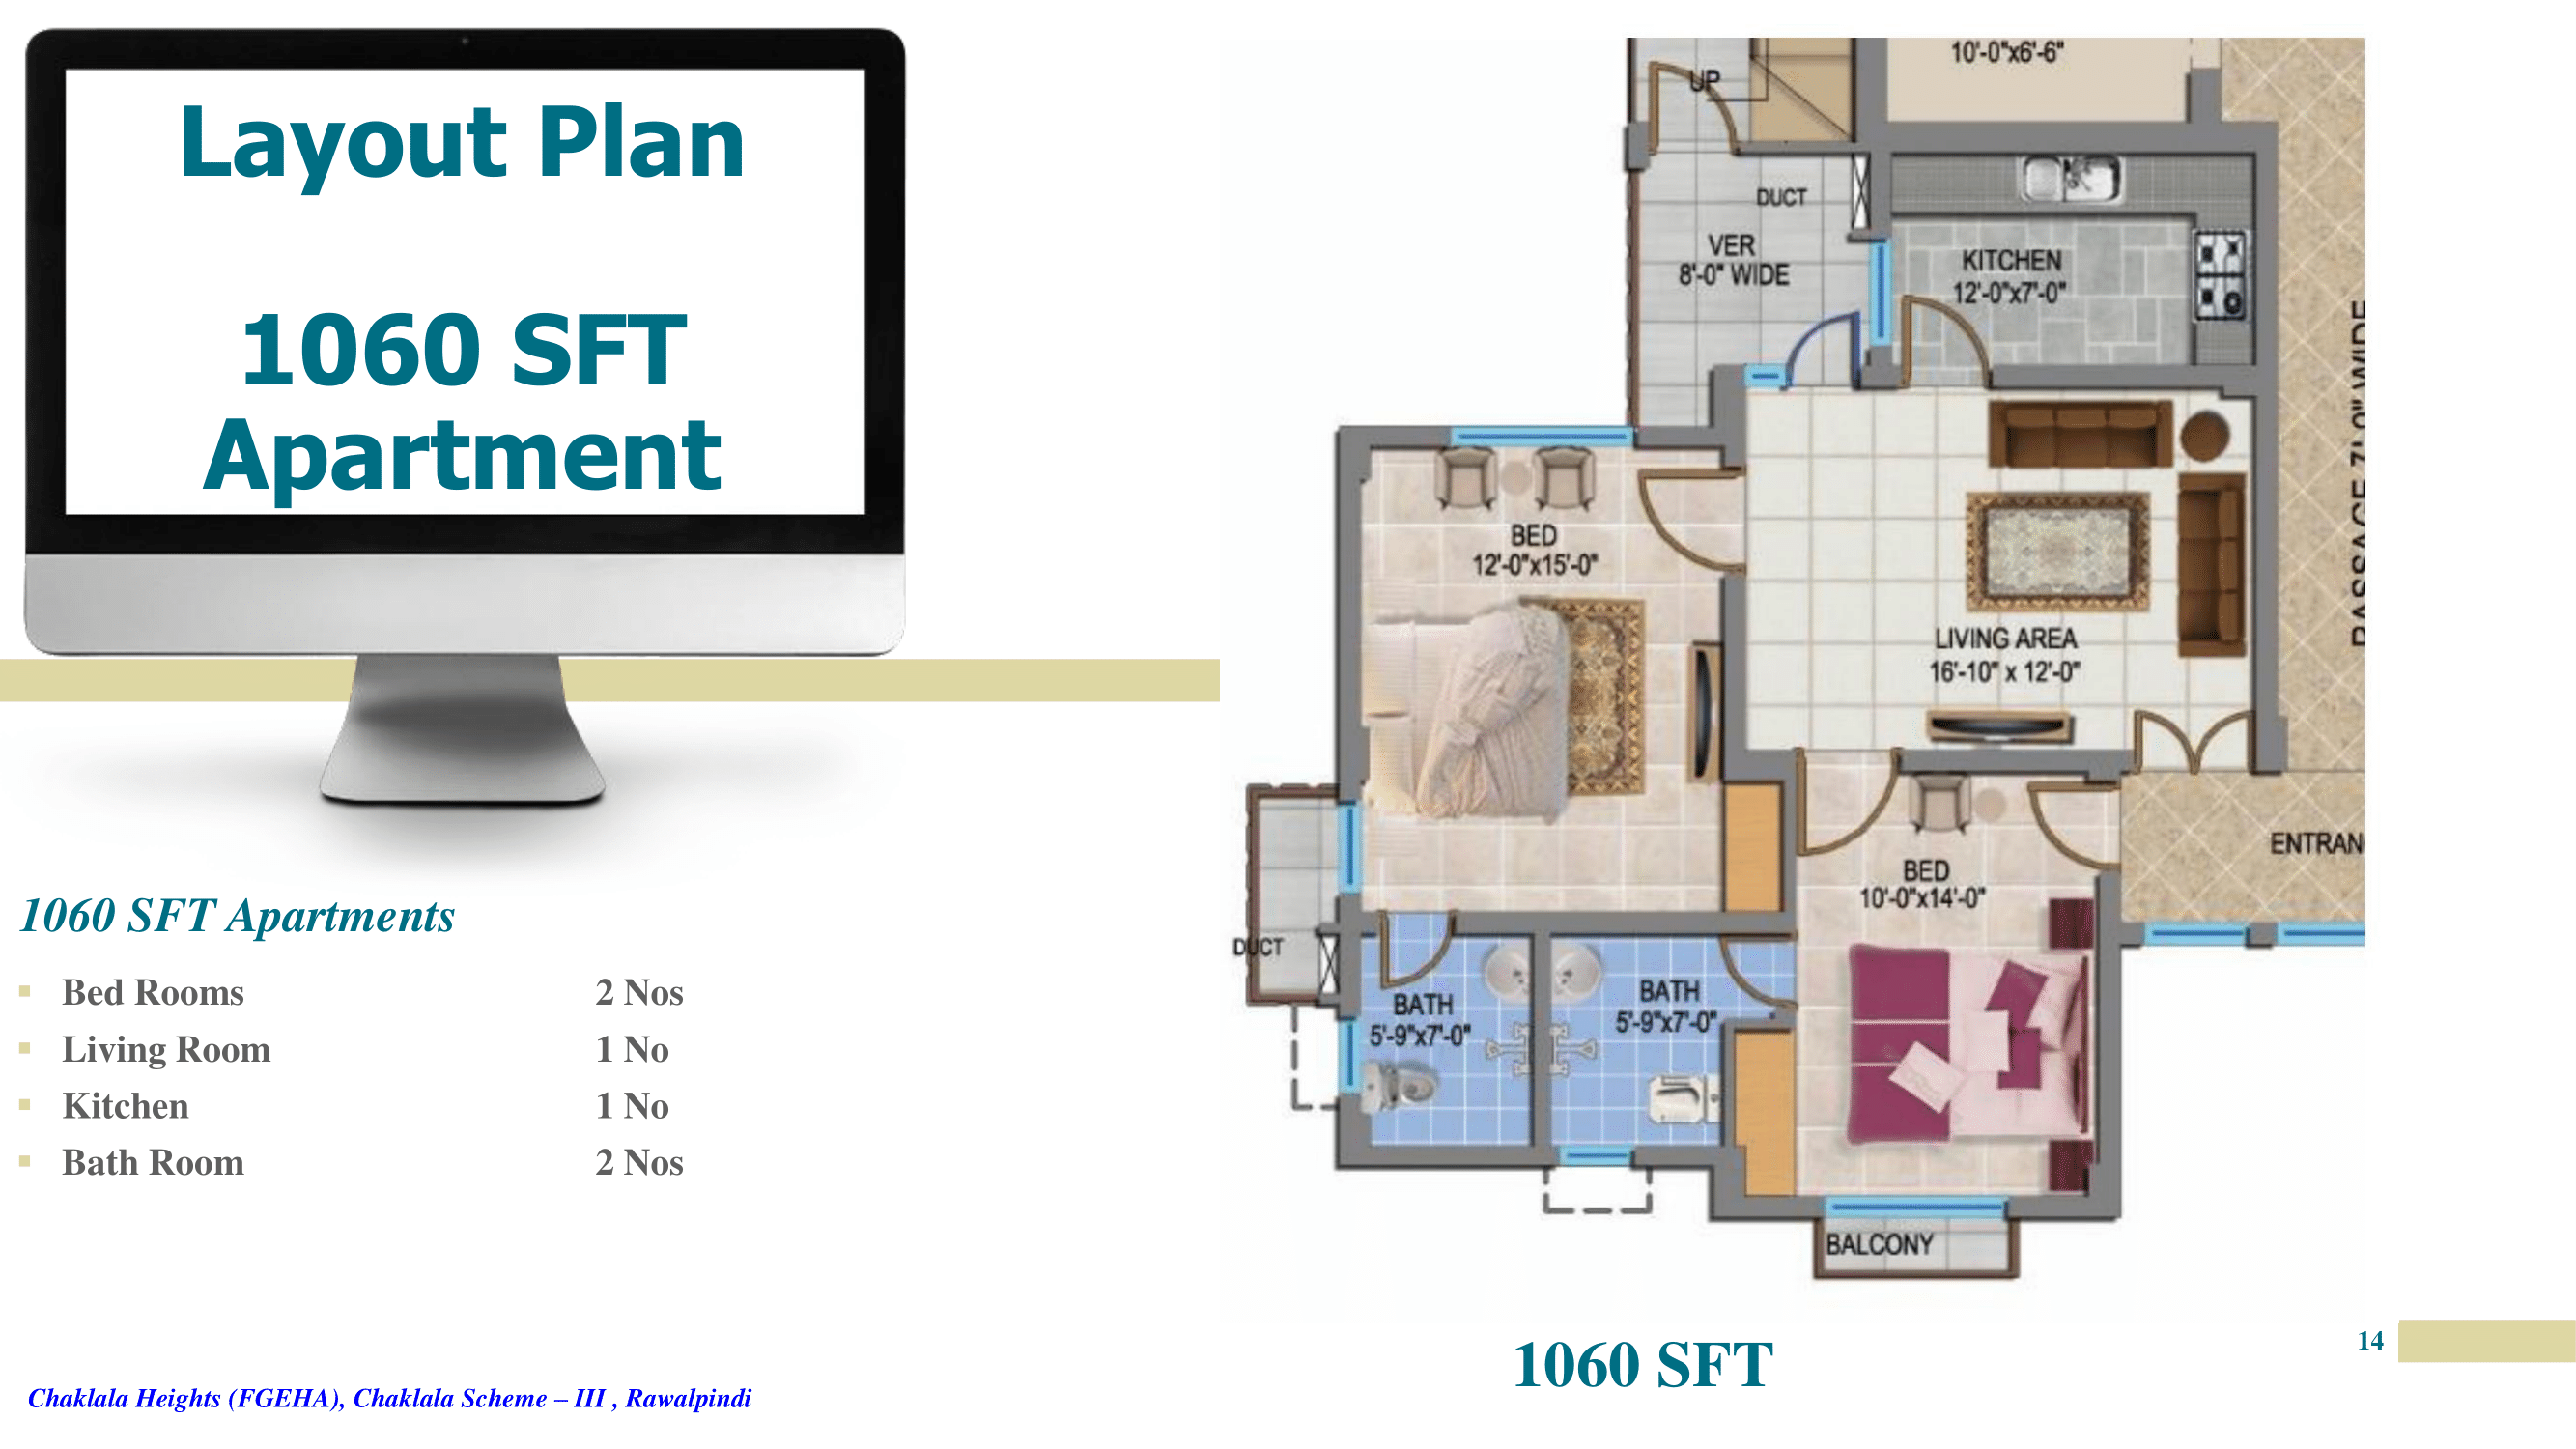 Layout Plan
1060 SFT
Apartment
1060 SFT Apartments
Bed Rooms 2 Nos
Living Room 1 No
Kitchen 1 No
Bath Room 2 Nos
Chaklala Heights (FGEHA), Chaklala Scheme – III , Rawalpindi
10'-0"x6'-6"
UP
DUCT
VER
8'-0" WIDE
KITCHEN
12'-0"x7'-0"
PASSAGE 7'-0" WIDE
BED
12'-0"x15'-0"
LIVING AREA
16'-10" x 12'-0"
ENTRAN
BED
10'-0"x14'-0"
DUCT
BATH
5'-9"x7'-0"
BATH
5'-9"x7'-0"
BALCONY
1060 SFT
14